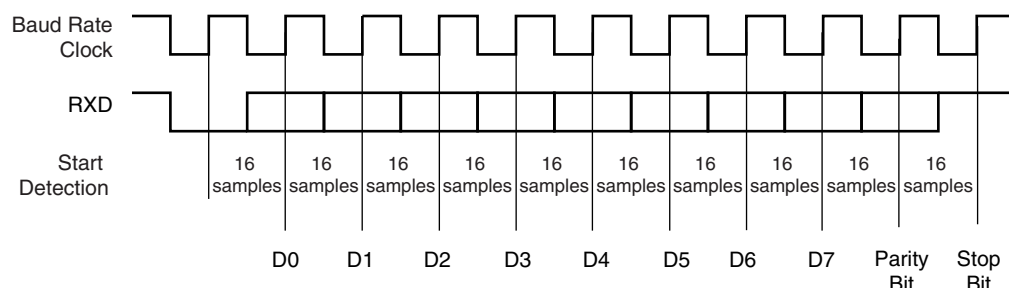 Baud Rate
Clock
RXD
Start
Detection
16 16 16 16 16 16 16 16 16 16
samples samples samples samples samples samples samples samples samples samples
D0 D1 D2 D3 D4 D5 D6 D7 Parity Stop
Bit Bit